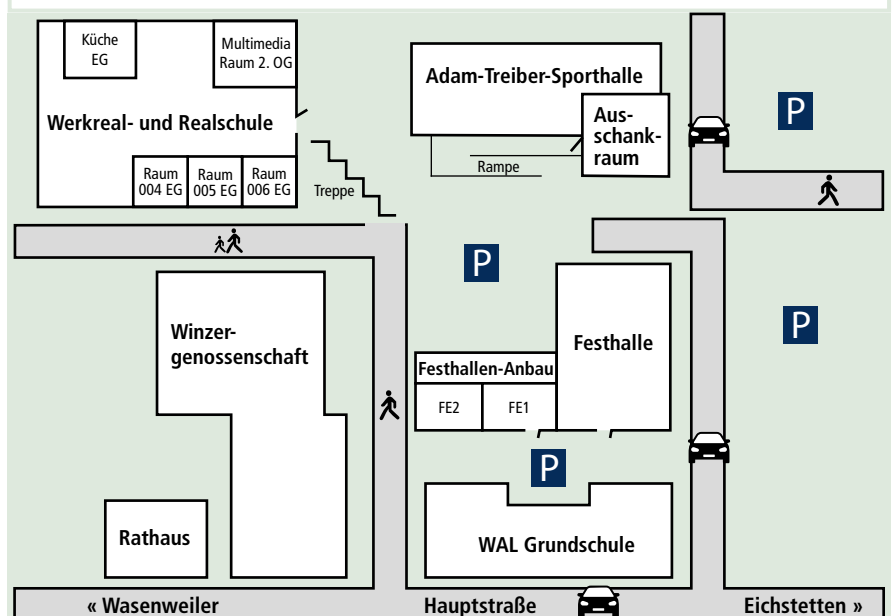 Küche
EG
Multimedia
Raum 2. OG
Werkreal- und Realschule
Raum
004 EG
Raum
005 EG
Raum
006 EG
Treppe
Adam-Treiber-Sporthalle
Aus-
schank-
raum
Rampe
P
P
P
Winzer-
genossenschaft
Festhalle
Festhallen-Anbau
FE2
FE1
P
Rathaus
WAL Grundschule
« Wasenweiler
Hauptstraße
Eichstetten »